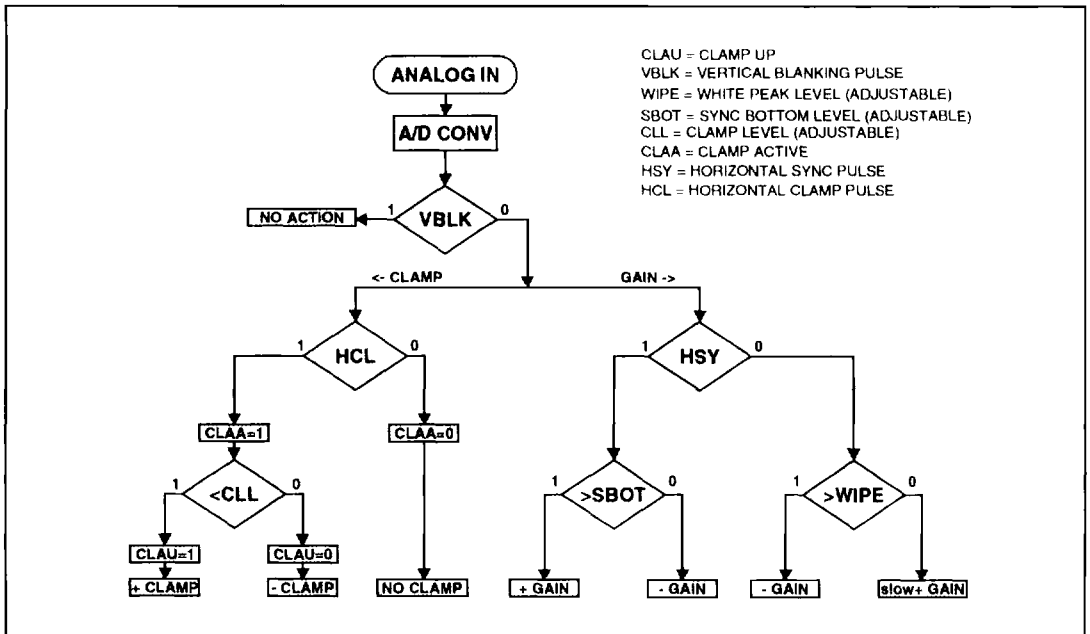 CLAU = CLAMP UP
VBLK = VERTICAL BLANKING PULSE
WIPE = WHITE PEAK LEVEL (ADJUSTABLE)
SBOT = SYNC BOTTOM LEVEL (ADJUSTABLE)
CLL = CLAMP LEVEL (ADJUSTABLE)
CLAA = CLAMP ACTIVE
HSY = HORIZONTAL SYNC PULSE
HCL = HORIZONTAL CLAMP PULSE
ANALOG IN
A/D CONV
1 VBLK 0
NO ACTION
<- CLAMP GAIN ->
1 HCL 0
1 HSY 0
CLAA=1 CLAA=0
1 <CLL 0
1 >SBOT 0
1 >WIPE 0
CLAU=1 CLAU=0
+ CLAMP - CLAMP NO CLAMP + GAIN - GAIN - GAIN slow+ GAIN